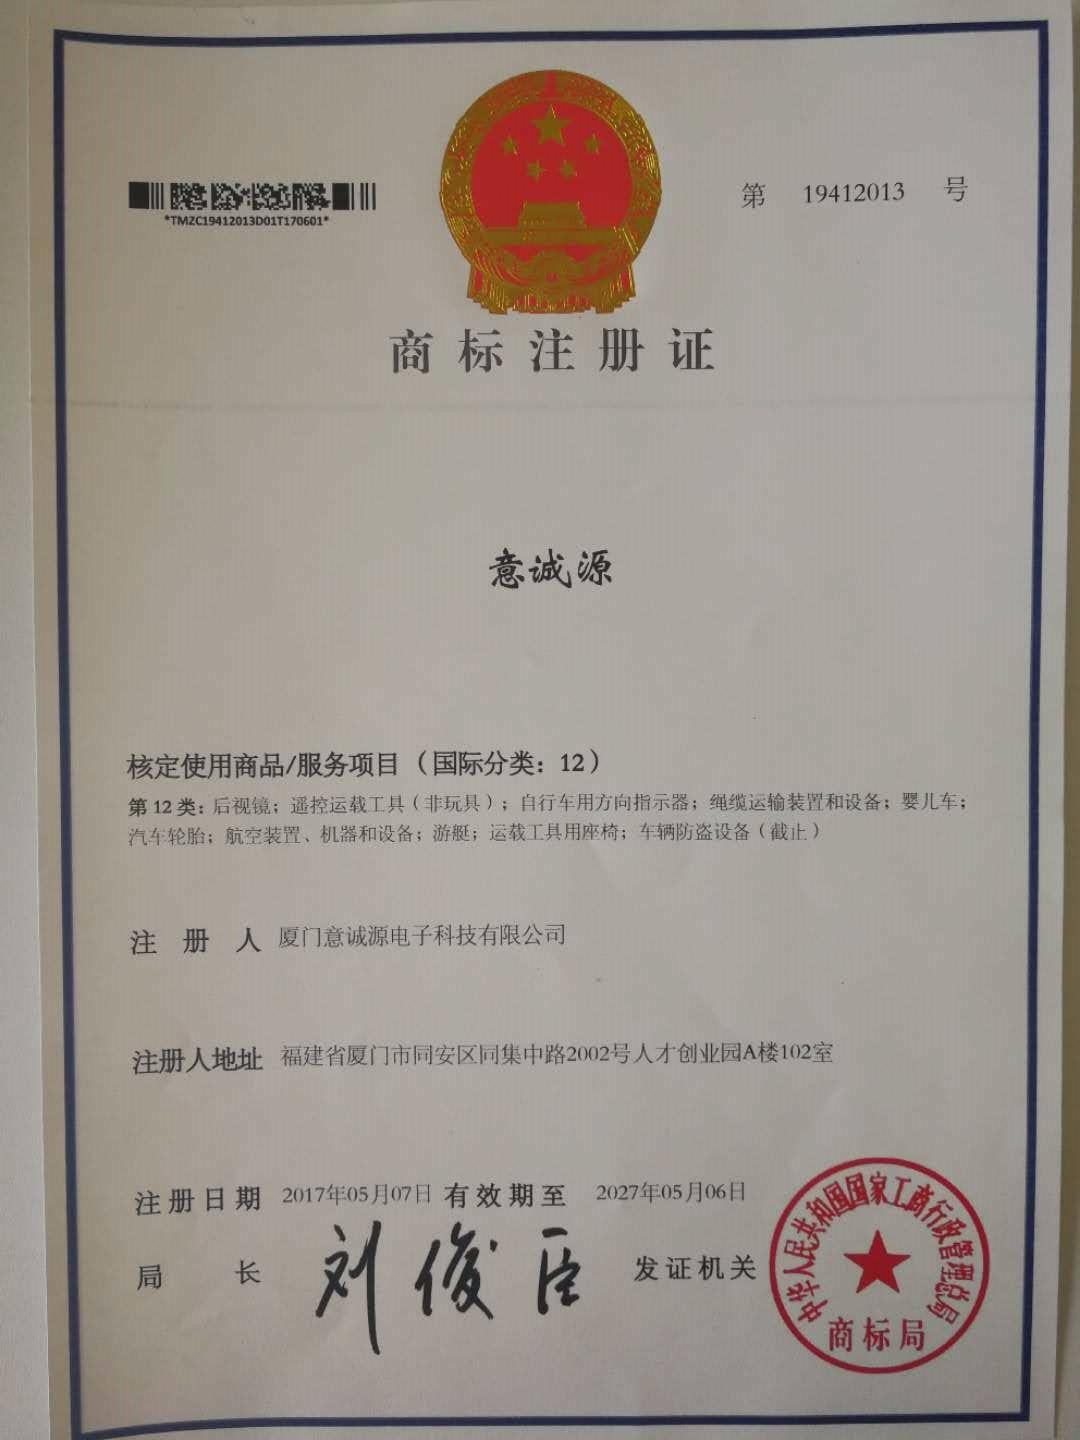 *TMZC19412013D01T170601*
第 19412013 号
商标注册证
意诚源
核定使用商品/服务项目（国际分类：12）
第 12 类：后视镜；遥控运载工具（非玩具）；自行车用方向指示器；绳缆运输装置和设备；婴儿车；
汽车轮胎；航空装置、机器和设备；游艇；运载工具用座椅；车辆防盗设备（截止）
注册人 厦门意诚源电子科技有限公司
注册人地址 福建省厦门市同安区同集中路2002号人才创业园A楼102室
注册日期 2017年05月07日 有效期至 2027年05月06日
局长 刘俊臣 发证机关
中华人民共和国国家工商行政管理总局
商标局